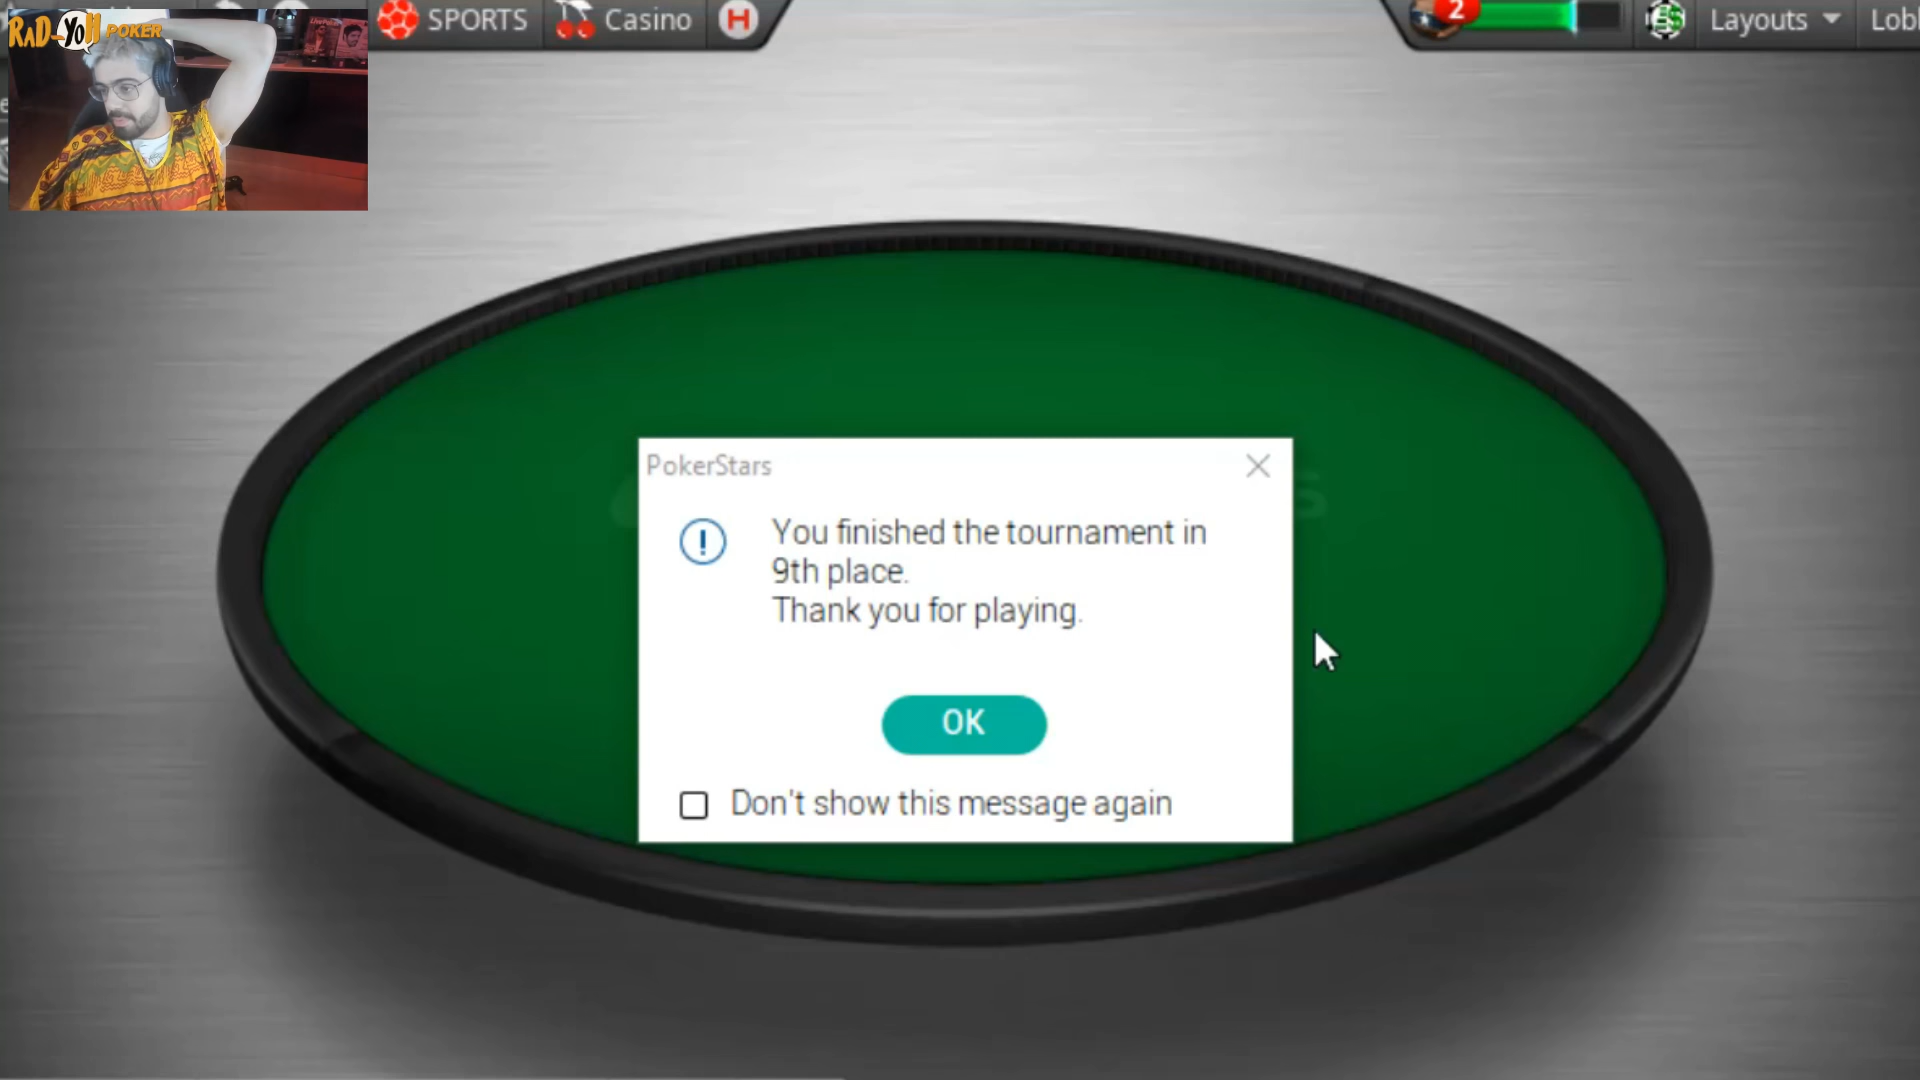 RAD-YOH POKER
SPORTS
Casino
H
2
Layouts
PokerStars
You finished the tournament in
9th place.
Thank you for playing.
OK
Don't show this message again